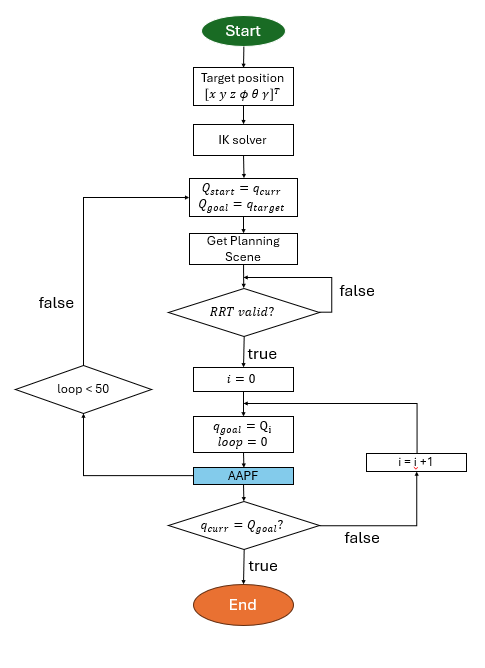 Start
Target position
[x y z ϕ θ γ]ᵀ
IK solver
Q_start = q_curr
Q_goal = q_target
Get Planning
Scene
false
false
RRT valid?
true
i = 0
loop < 50
q_goal = Q_i
loop = 0
i = i +1
AAPF
q_curr = Q_goal?
false
true
End